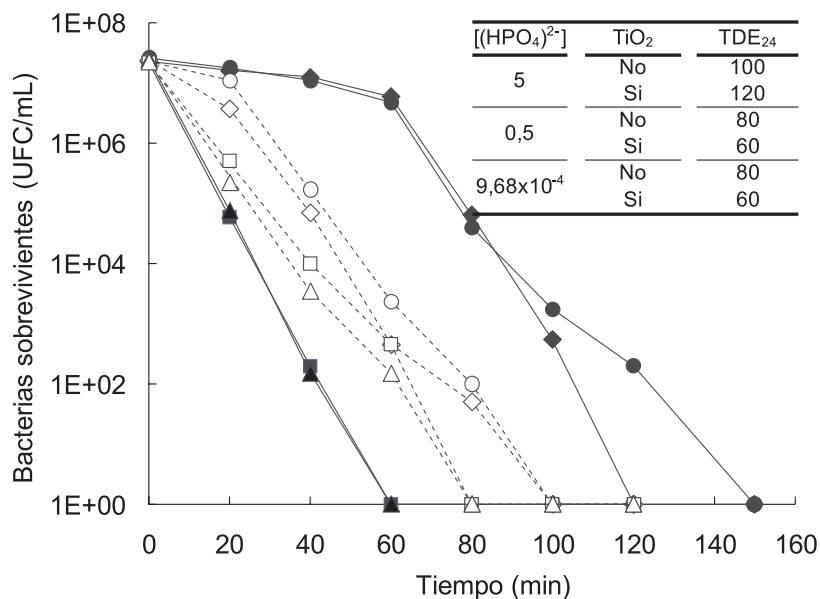 1E+08
1E+06
1E+04
1E+02
1E+00
Bacterias sobrevivientes (UFC/mL)
[(HPO₄)²⁻] TiO₂ TDE₂₄
5 No 100
Si 120
0,5 No 80
Si 60
9,68x10⁻⁴ No 80
Si 60
0 20 40 60 80 100 120 140 160
Tiempo (min)